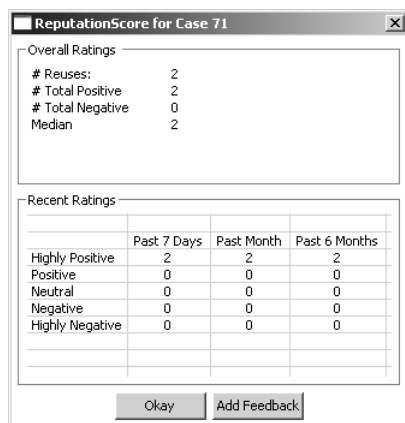 ReputationScore for Case 71
Overall Ratings
# Reuses: 2
# Total Positive 2
# Total Negative 0
Median 2
Recent Ratings
Past 7 Days Past Month Past 6 Months
Highly Positive 2 2 2
Positive 0 0 0
Neutral 0 0 0
Negative 0 0 0
Highly Negative 0 0 0
Okay Add Feedback